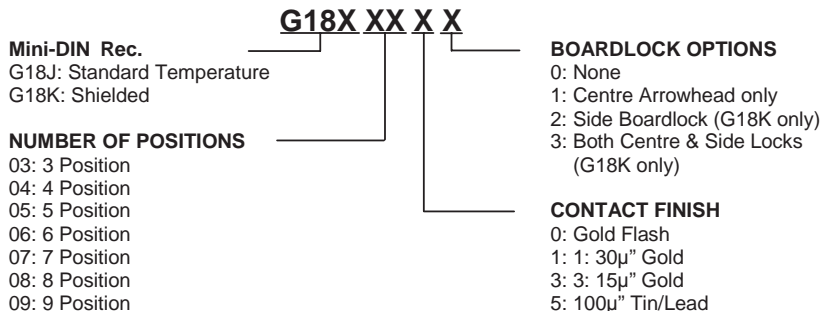 G18X XX X X
Mini-DIN Rec.
G18J: Standard Temperature
G18K: Shielded
NUMBER OF POSITIONS
03: 3 Position
04: 4 Position
05: 5 Position
06: 6 Position
07: 7 Position
08: 8 Position
09: 9 Position
BOARDLOCK OPTIONS
0: None
1: Centre Arrowhead only
2: Side Boardlock (G18K only)
3: Both Centre & Side Locks
(G18K only)
CONTACT FINISH
0: Gold Flash
1: 1: 30µ” Gold
3: 3: 15µ” Gold
5: 100µ” Tin/Lead